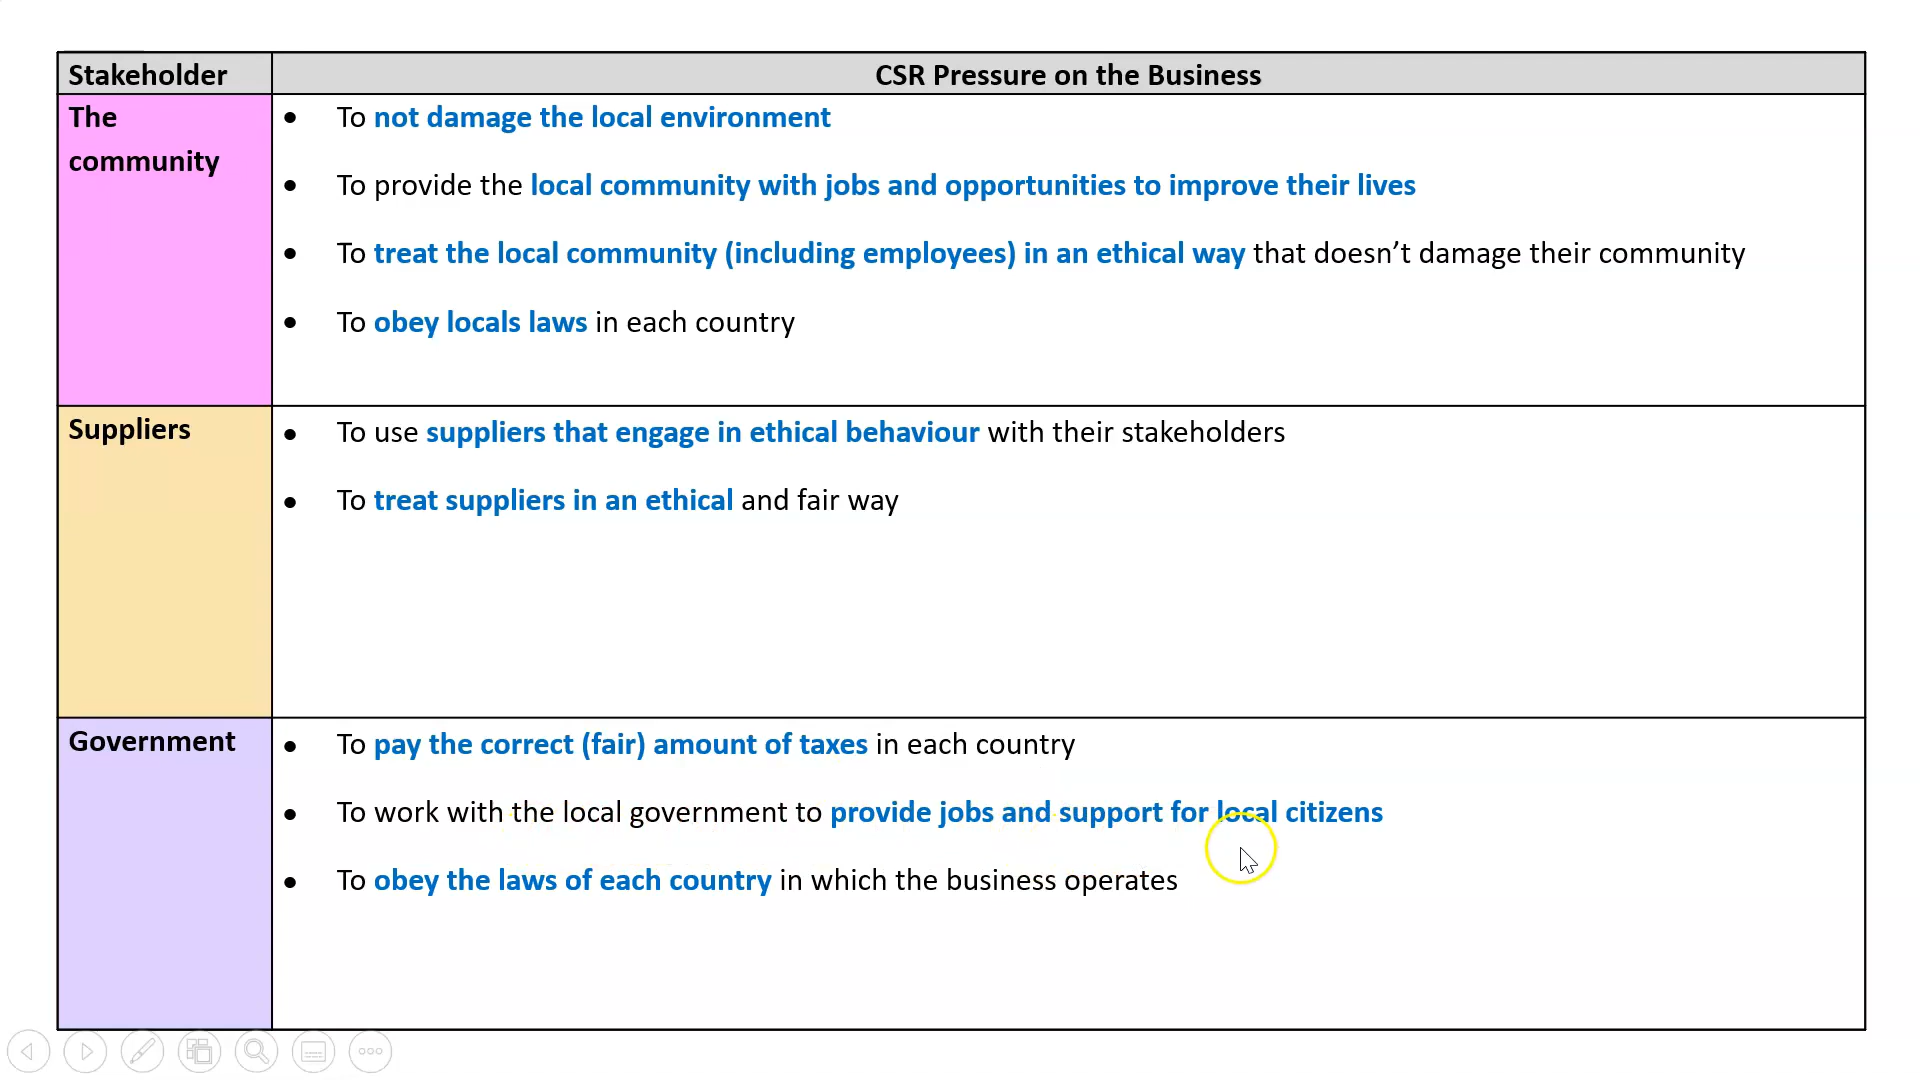 Stakeholder
CSR Pressure on the Business
The
community
• To not damage the local environment
• To provide the local community with jobs and opportunities to improve their lives
• To treat the local community (including employees) in an ethical way that doesn’t damage their community
• To obey locals laws in each country
Suppliers
• To use suppliers that engage in ethical behaviour with their stakeholders
• To treat suppliers in an ethical and fair way
Government
• To pay the correct (fair) amount of taxes in each country
• To work with the local government to provide jobs and support for local citizens
• To obey the laws of each country in which the business operates